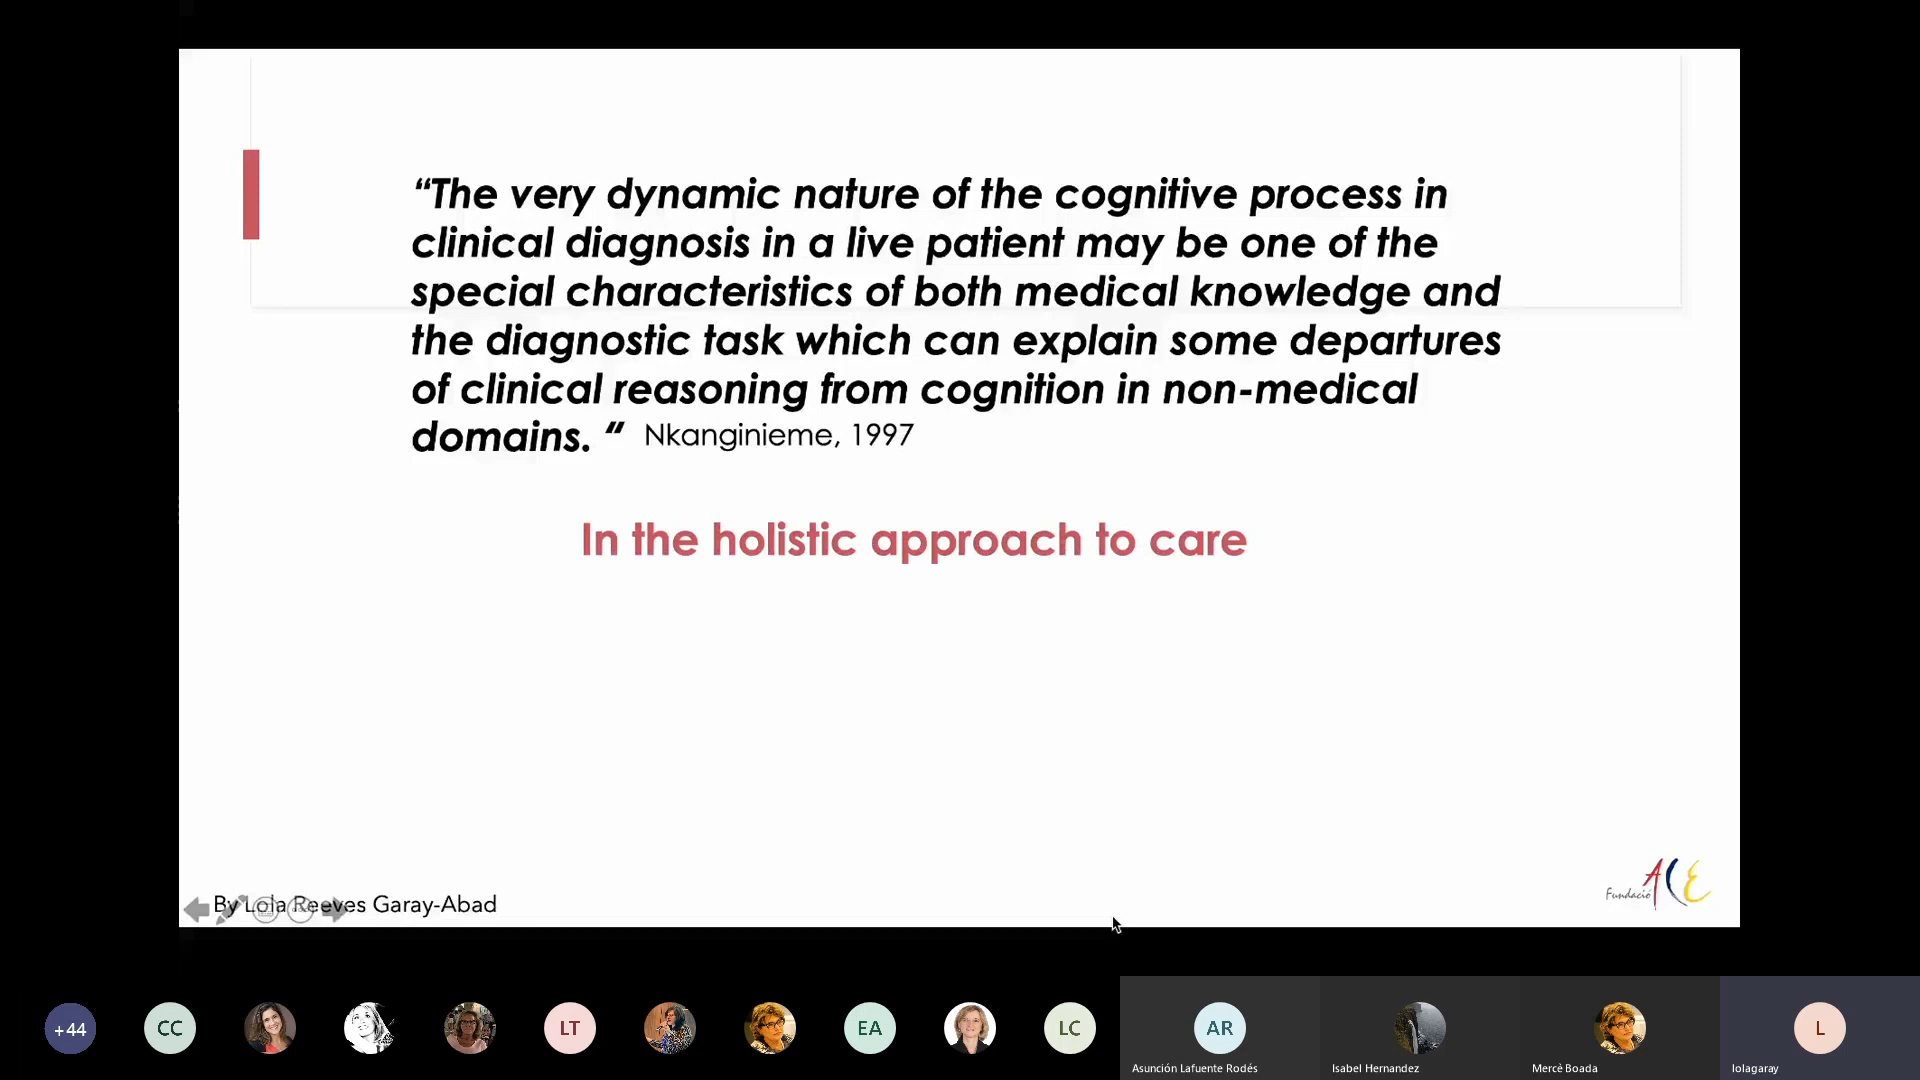 “The very dynamic nature of the cognitive process in
clinical diagnosis in a live patient may be one of the
special characteristics of both medical knowledge and
the diagnostic task which can explain some departures
of clinical reasoning from cognition in non-medical
domains. “ Nkanginieme, 1997
In the holistic approach to care
By Lola Reeves Garay-Abad
Fundació ACE
+44
CC
LT
EA
LC
AR
L
Asunción Lafuente Rodés
Isabel Hernandez
Mercè Boada
lolagaray